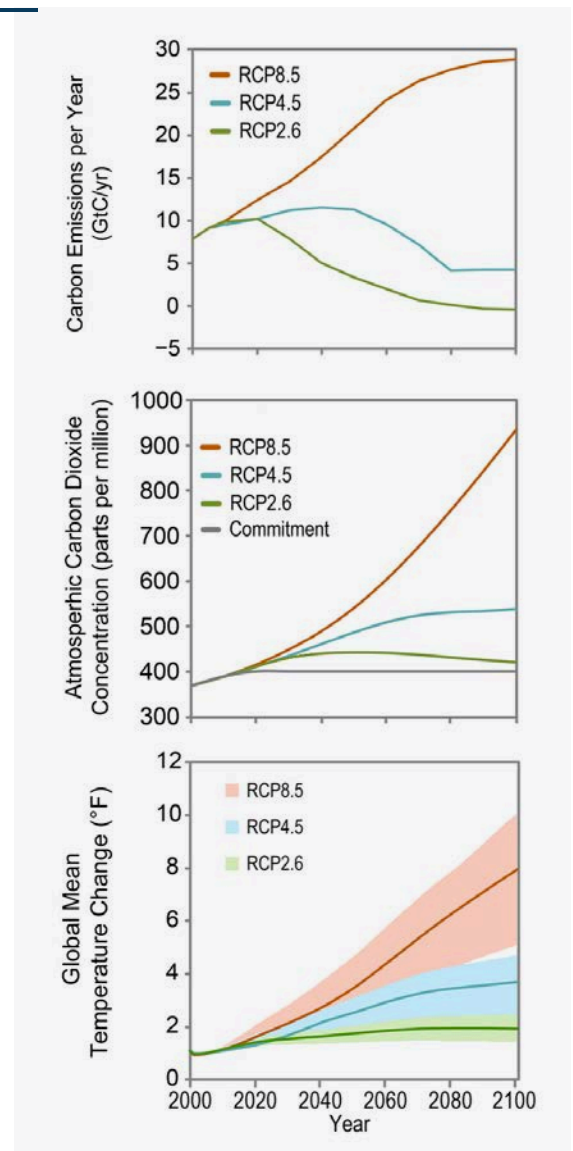 Carbon Emissions per Year
(GtC/yr)
30
25
20
15
10
5
0
−5
RCP8.5
RCP4.5
RCP2.6
Atmosperhic Carbon Dioxide
Concentration (parts per million)
1000
900
800
700
600
500
400
300
RCP8.5
RCP4.5
RCP2.6
Commitment
Global Mean
Temperature Change (°F)
12
10
8
6
4
2
0
RCP8.5
RCP4.5
RCP2.6
2000 2020 2040 2060 2080 2100
Year